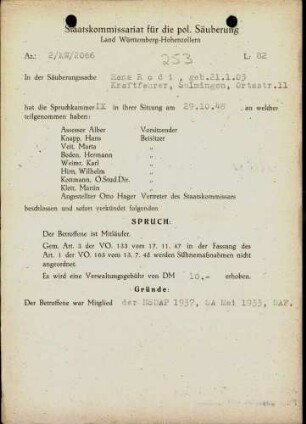 Staatskommissariat für die pol. Säuberung
Land Württemberg-Hohenzollern
Az.: 2/KW/2066 253 L: 82
In der Säuberungssache Hans Rodi, geb.21.1.03
Kraftfahrer, Sulmingen, Ortsstr.11
hat die Spruchkammer IX in ihrer Sitzung am 29.10.48 an welcher
teilgenommen haben:
Assessor Alber Vorsitzender
Knapp, Hans Beisitzer
Veit, Marta "
Boden, Hermann "
Weimr, Karl "
Hirn, Wilhelm "
Kottmann, O.Stud.Dir. "
Klett, Martin "
Angestellter Otto Hager Vertreter des Staatskommissars
beschlossen und sofort verkündet folgenden
SPRUCH:
Der Betroffene ist Mitläufer.
Gem. Art. 3 der VO. 133 vom 17. 11. 47 in der Fassung des
Art. 1 der VO. 165 vom 13. 7. 48 werden Sühnemaßnahmen nicht
angeordnet.
Es wird eine Verwaltungsgebühr von DM 10.- erhoben.
Gründe:
Der Betroffene war Mitglied der NSDAP 1937, SA Mai 1933, DAF.